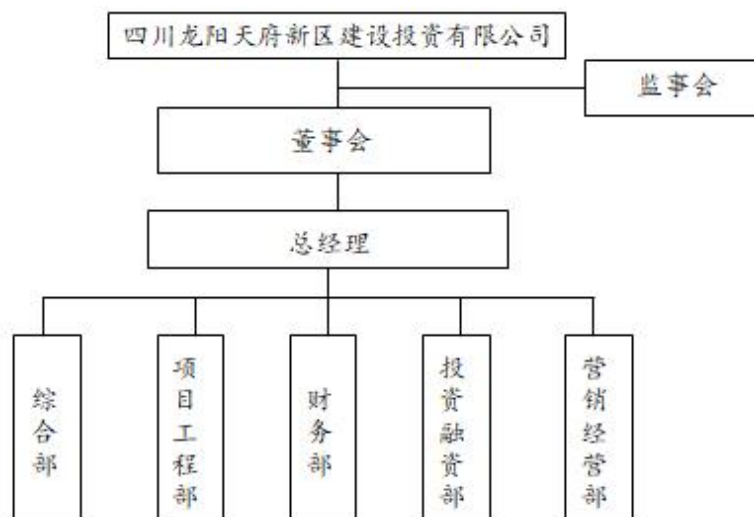 四川龙阳天府新区建设投资有限公司
监事会
董事会
总经理
综合部
项目工程部
财务部
投资融资部
营销经营部